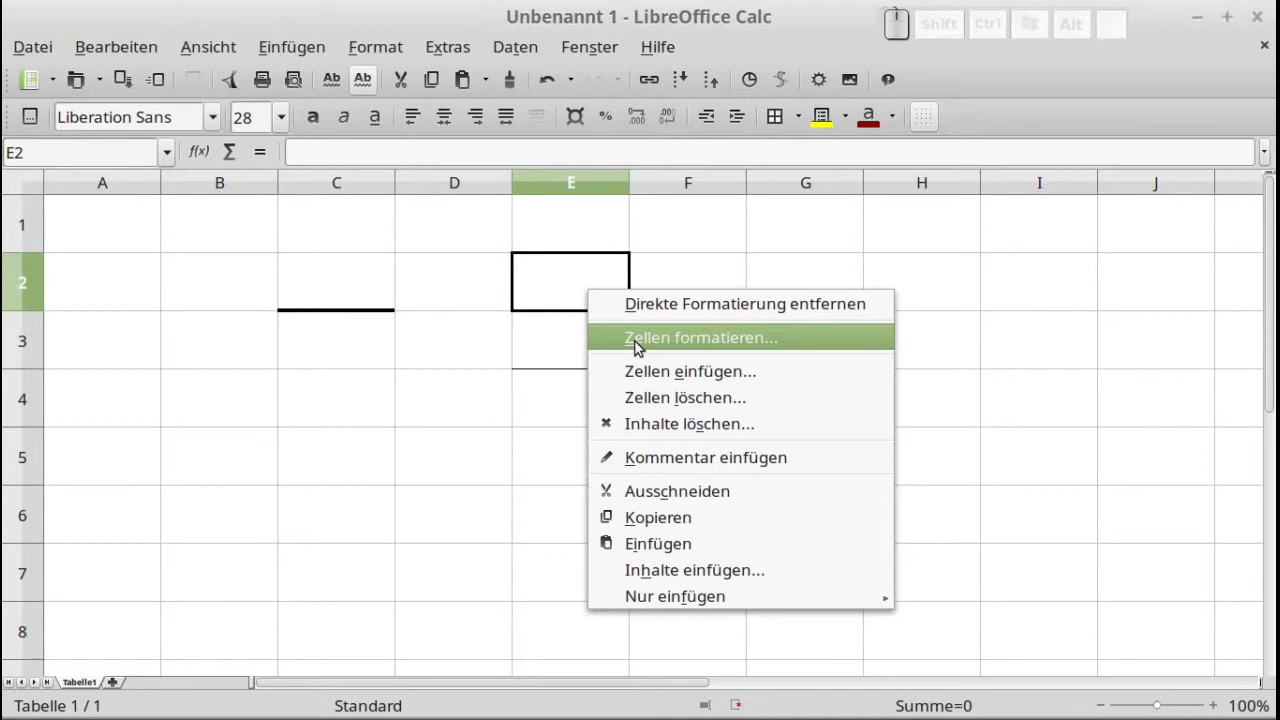 Unbenannt 1 - LibreOffice Calc
Shift Ctrl Alt
Datei Bearbeiten Ansicht Einfügen Format Extras Daten Fenster Hilfe
Liberation Sans 28
E2 f(x) Σ =
A B C D E F G H I J
1
2
3
4
5
6
7
8
Direkte Formatierung entfernen
Zellen formatieren...
Zellen einfügen...
Zellen löschen...
Inhalte löschen...
Kommentar einfügen
Ausschneiden
Kopieren
Einfügen
Inhalte einfügen...
Nur einfügen
Tabelle1
Tabelle 1 / 1 Standard Summe=0 100%